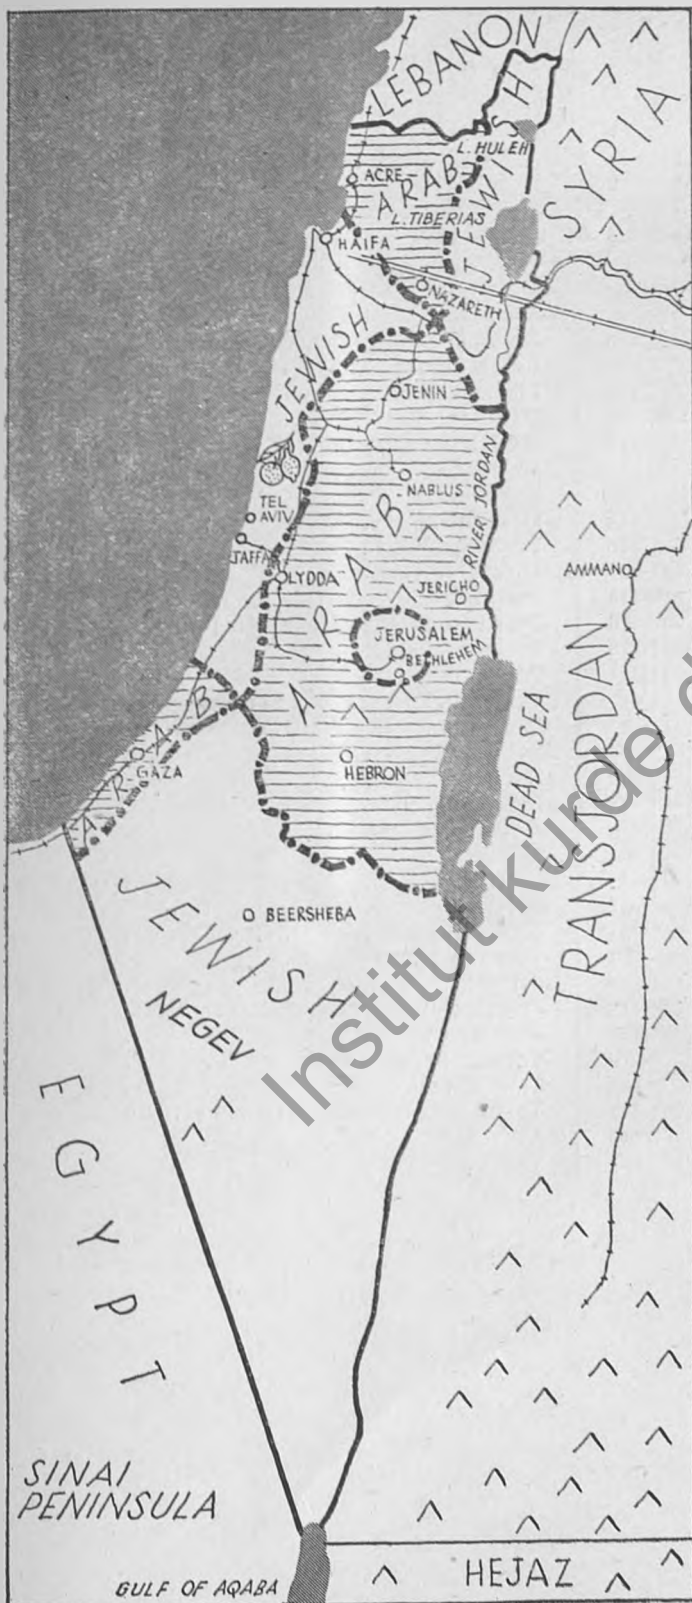 LEBANON
JEWISH
SYRIA
L. HULEH
ACRE
ARAB
L. TIBERIAS
HAIFA
NAZARETH
JEWISH
JENIN
NABLUS
RIVER JORDAN
TEL
AVIV
JAFFA
LYDDA
ARAB
JERICHO
AMMAN
JERUSALEM
BETHLEHEM
ARAB
GAZA
HEBRON
DEAD SEA
TRANSJORDAN
JEWISH
BEERSHEBA
NEGEV
EGYPT
SINAI
PENINSULA
GULF OF AQABA
HEJAZ
Institut kurde d